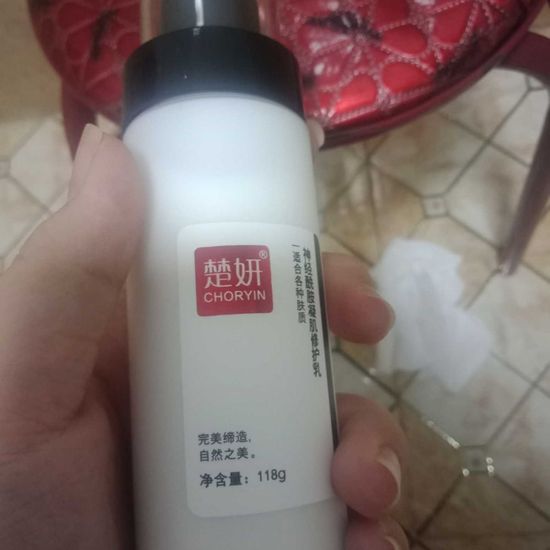 楚妍®
CHORYIN
神经酰胺凝肌修护乳
—适合各种肤质
完美缔造,
自然之美。
净含量：118g